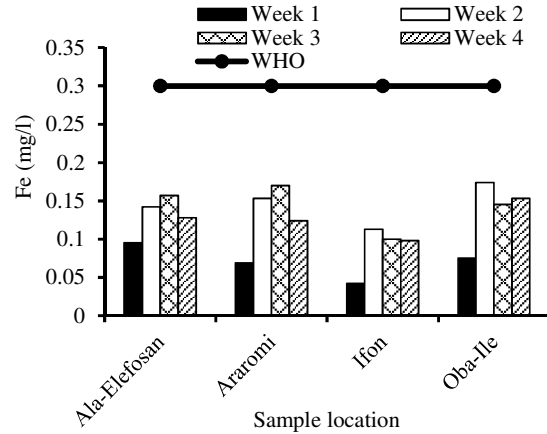 Week 1 Week 2
Week 3 Week 4
WHO
0.35
0.3
0.25
0.2
0.15
0.1
0.05
0
Fe (mg/l)
Ala-Elefosan
Araromi
Ifon
Oba-Ile
Sample location